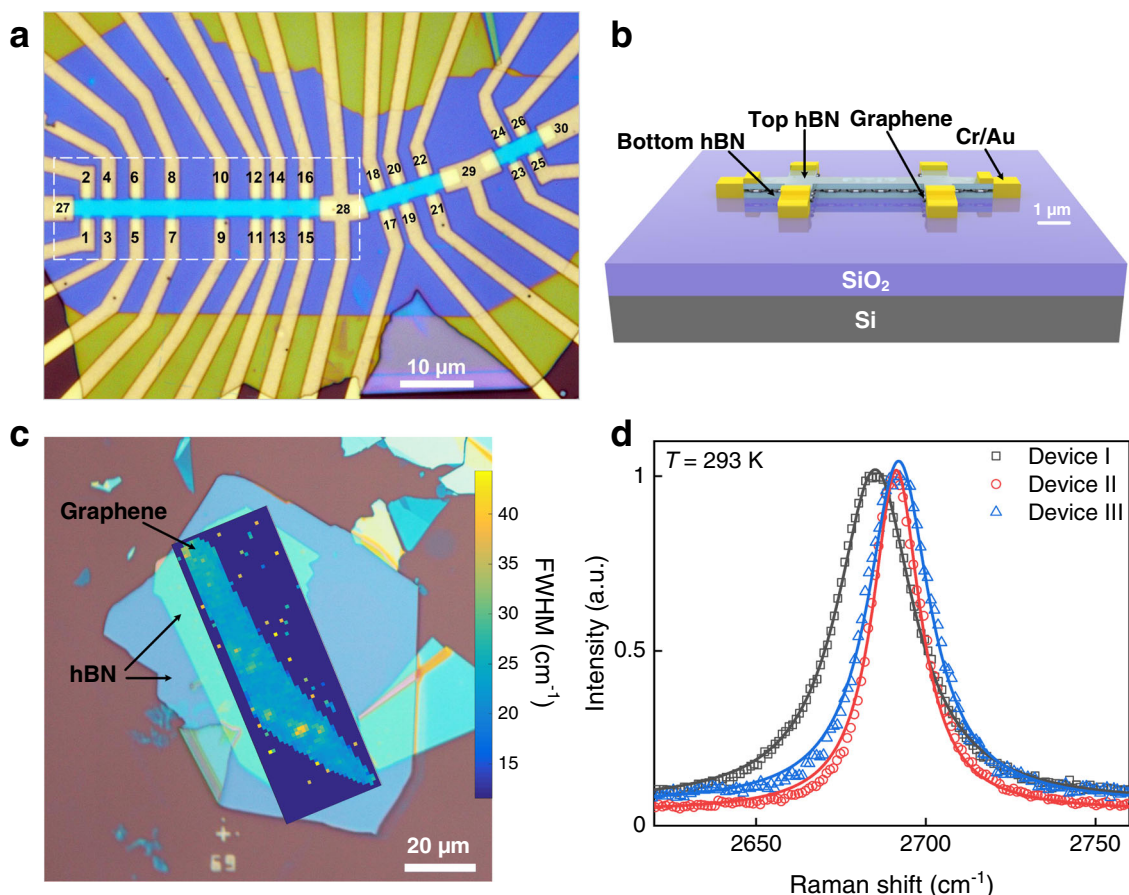 a
24 26
30
22
29
20
18
23 25
2 4 6 8 10 12 14 16
27
28
21
17 19
1 3 5 7 9 11 13 15
10 μm
b
Top hBN Graphene
Bottom hBN
Cr/Au
1 μm
SiO₂
Si
c
Graphene
hBN
69
20 μm
40
35
30
25
20
15
FWHM (cm⁻¹)
d
T = 293 K
Device I
Device II
Device III
1
0.5
0
Intensity (a.u.)
2650 2700 2750
Raman shift (cm⁻¹)